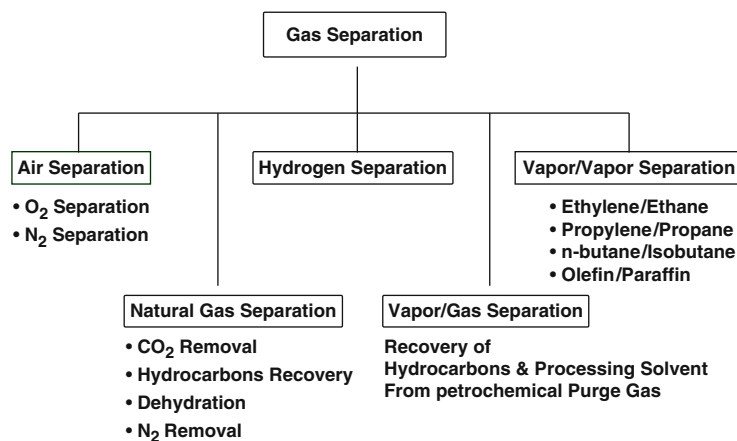 Gas Separation
Air Separation
• O₂ Separation
• N₂ Separation
Hydrogen Separation
Vapor/Vapor Separation
• Ethylene/Ethane
• Propylene/Propane
• n-butane/Isobutane
• Olefin/Paraffin
Natural Gas Separation
• CO₂ Removal
• Hydrocarbons Recovery
• Dehydration
• N₂ Removal
Vapor/Gas Separation
Recovery of
Hydrocarbons & Processing Solvent
From petrochemical Purge Gas